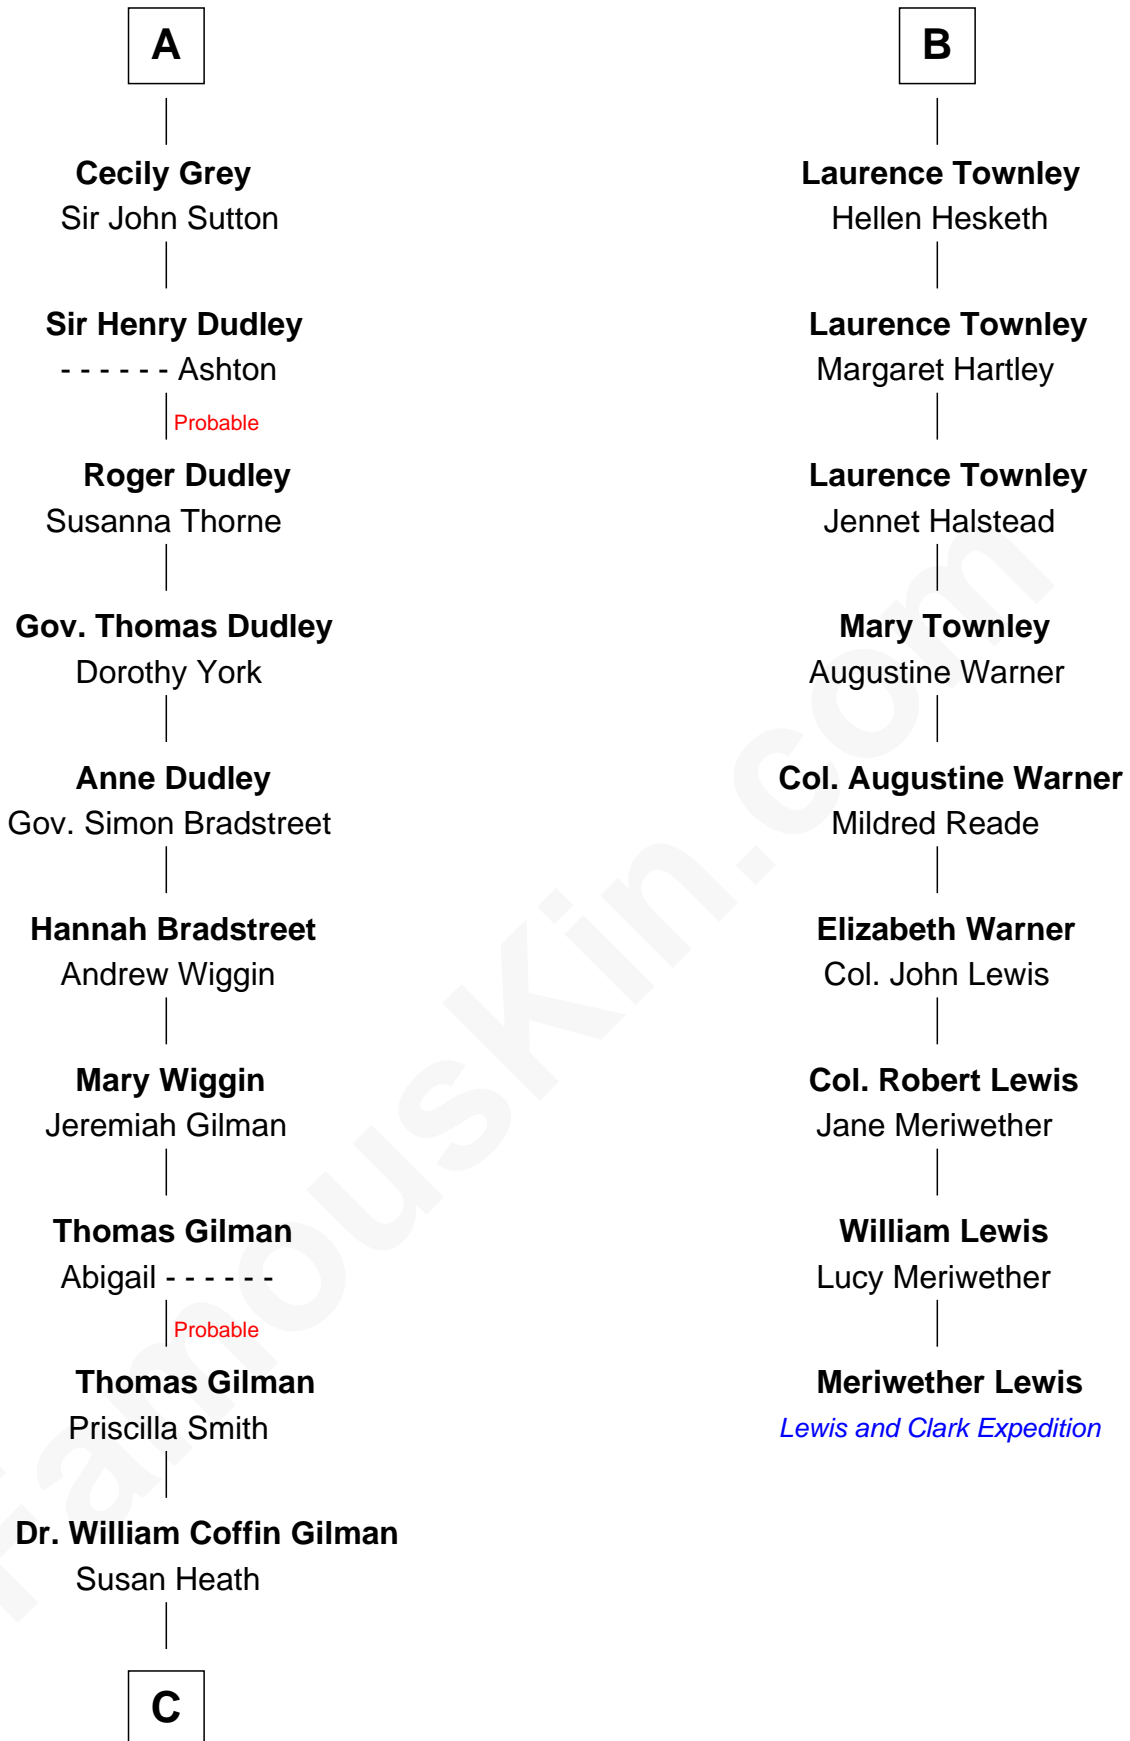 A
Cecily Grey
Sir John Sutton
Sir Henry Dudley
- - - - - - Ashton
Probable
Roger Dudley
Susanna Thorne
Gov. Thomas Dudley
Dorothy York
Anne Dudley
Gov. Simon Bradstreet
Hannah Bradstreet
Andrew Wiggin
Mary Wiggin
Jeremiah Gilman
Thomas Gilman
Abigail - - - - - -
Probable
Thomas Gilman
Priscilla Smith
Dr. William Coffin Gilman
Susan Heath
C
B
Laurence Townley
Hellen Hesketh
Laurence Townley
Margaret Hartley
Laurence Townley
Jennet Halstead
Mary Townley
Augustine Warner
Col. Augustine Warner
Mildred Reade
Elizabeth Warner
Col. John Lewis
Col. Robert Lewis
Jane Meriwether
William Lewis
Lucy Meriwether
Meriwether Lewis
Lewis and Clark Expedition
FamousKin.com